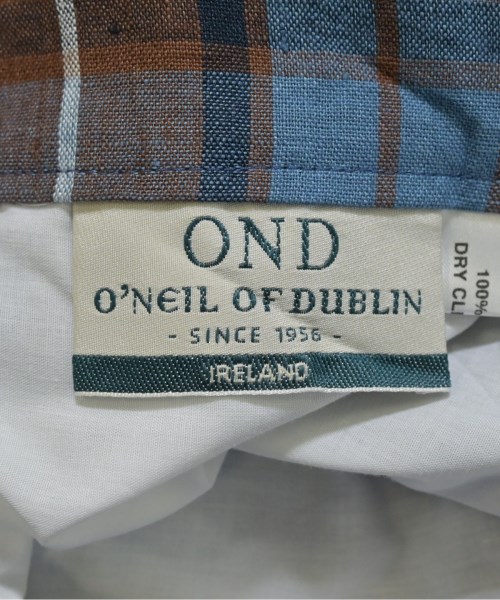 OND
O'NEIL OF DUBLIN
- SINCE 1956 -
IRELAND
100%
DRY CL